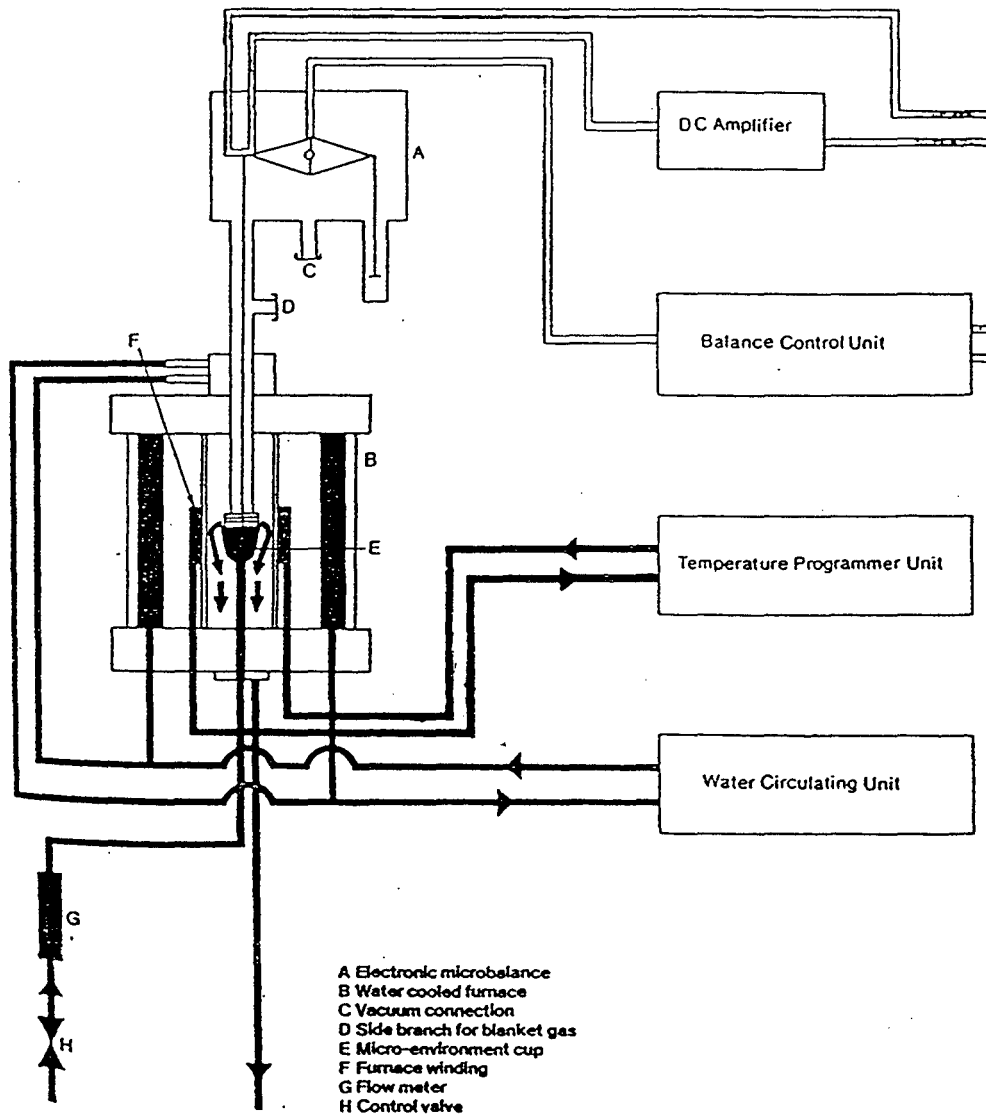 DC Amplifier
A
C
D
F
Balance Control Unit
B
E
Temperature Programmer Unit
Water Circulating Unit
G
H
A Electronic microbalance
B Water cooled furnace
C Vacuum connection
D Side branch for blanket gas
E Micro-environment cup
F Furnace winding
G Flow meter
H Control valve